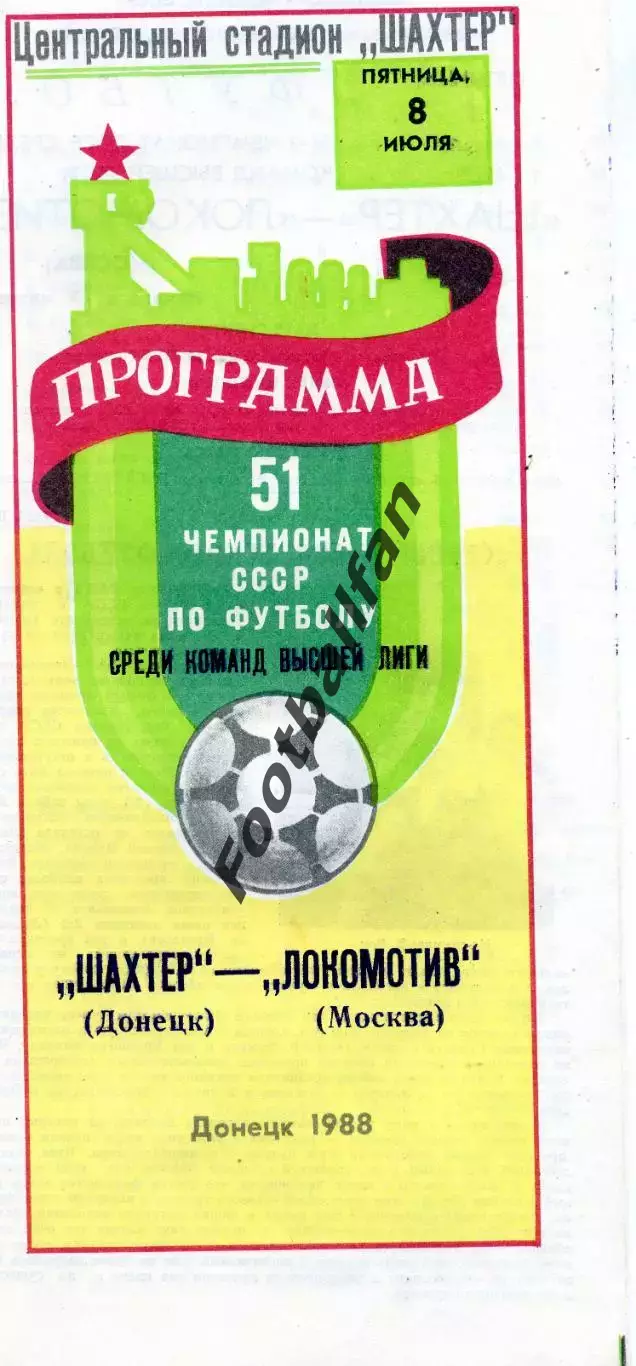 Центральный стадион „ШАХТЕР"
ПЯТНИЦА,
8
ИЮЛЯ
ПРОГРАММА
51
ЧЕМПИОНАТ
СССР
ПО ФУТБОЛУ
СРЕДИ КОМАНД ВЫСШЕЙ ЛИГИ
Footballfan
„ШАХТЕР"—„ЛОКОМОТИВ"
(Донецк) (Москва)
Донецк 1988